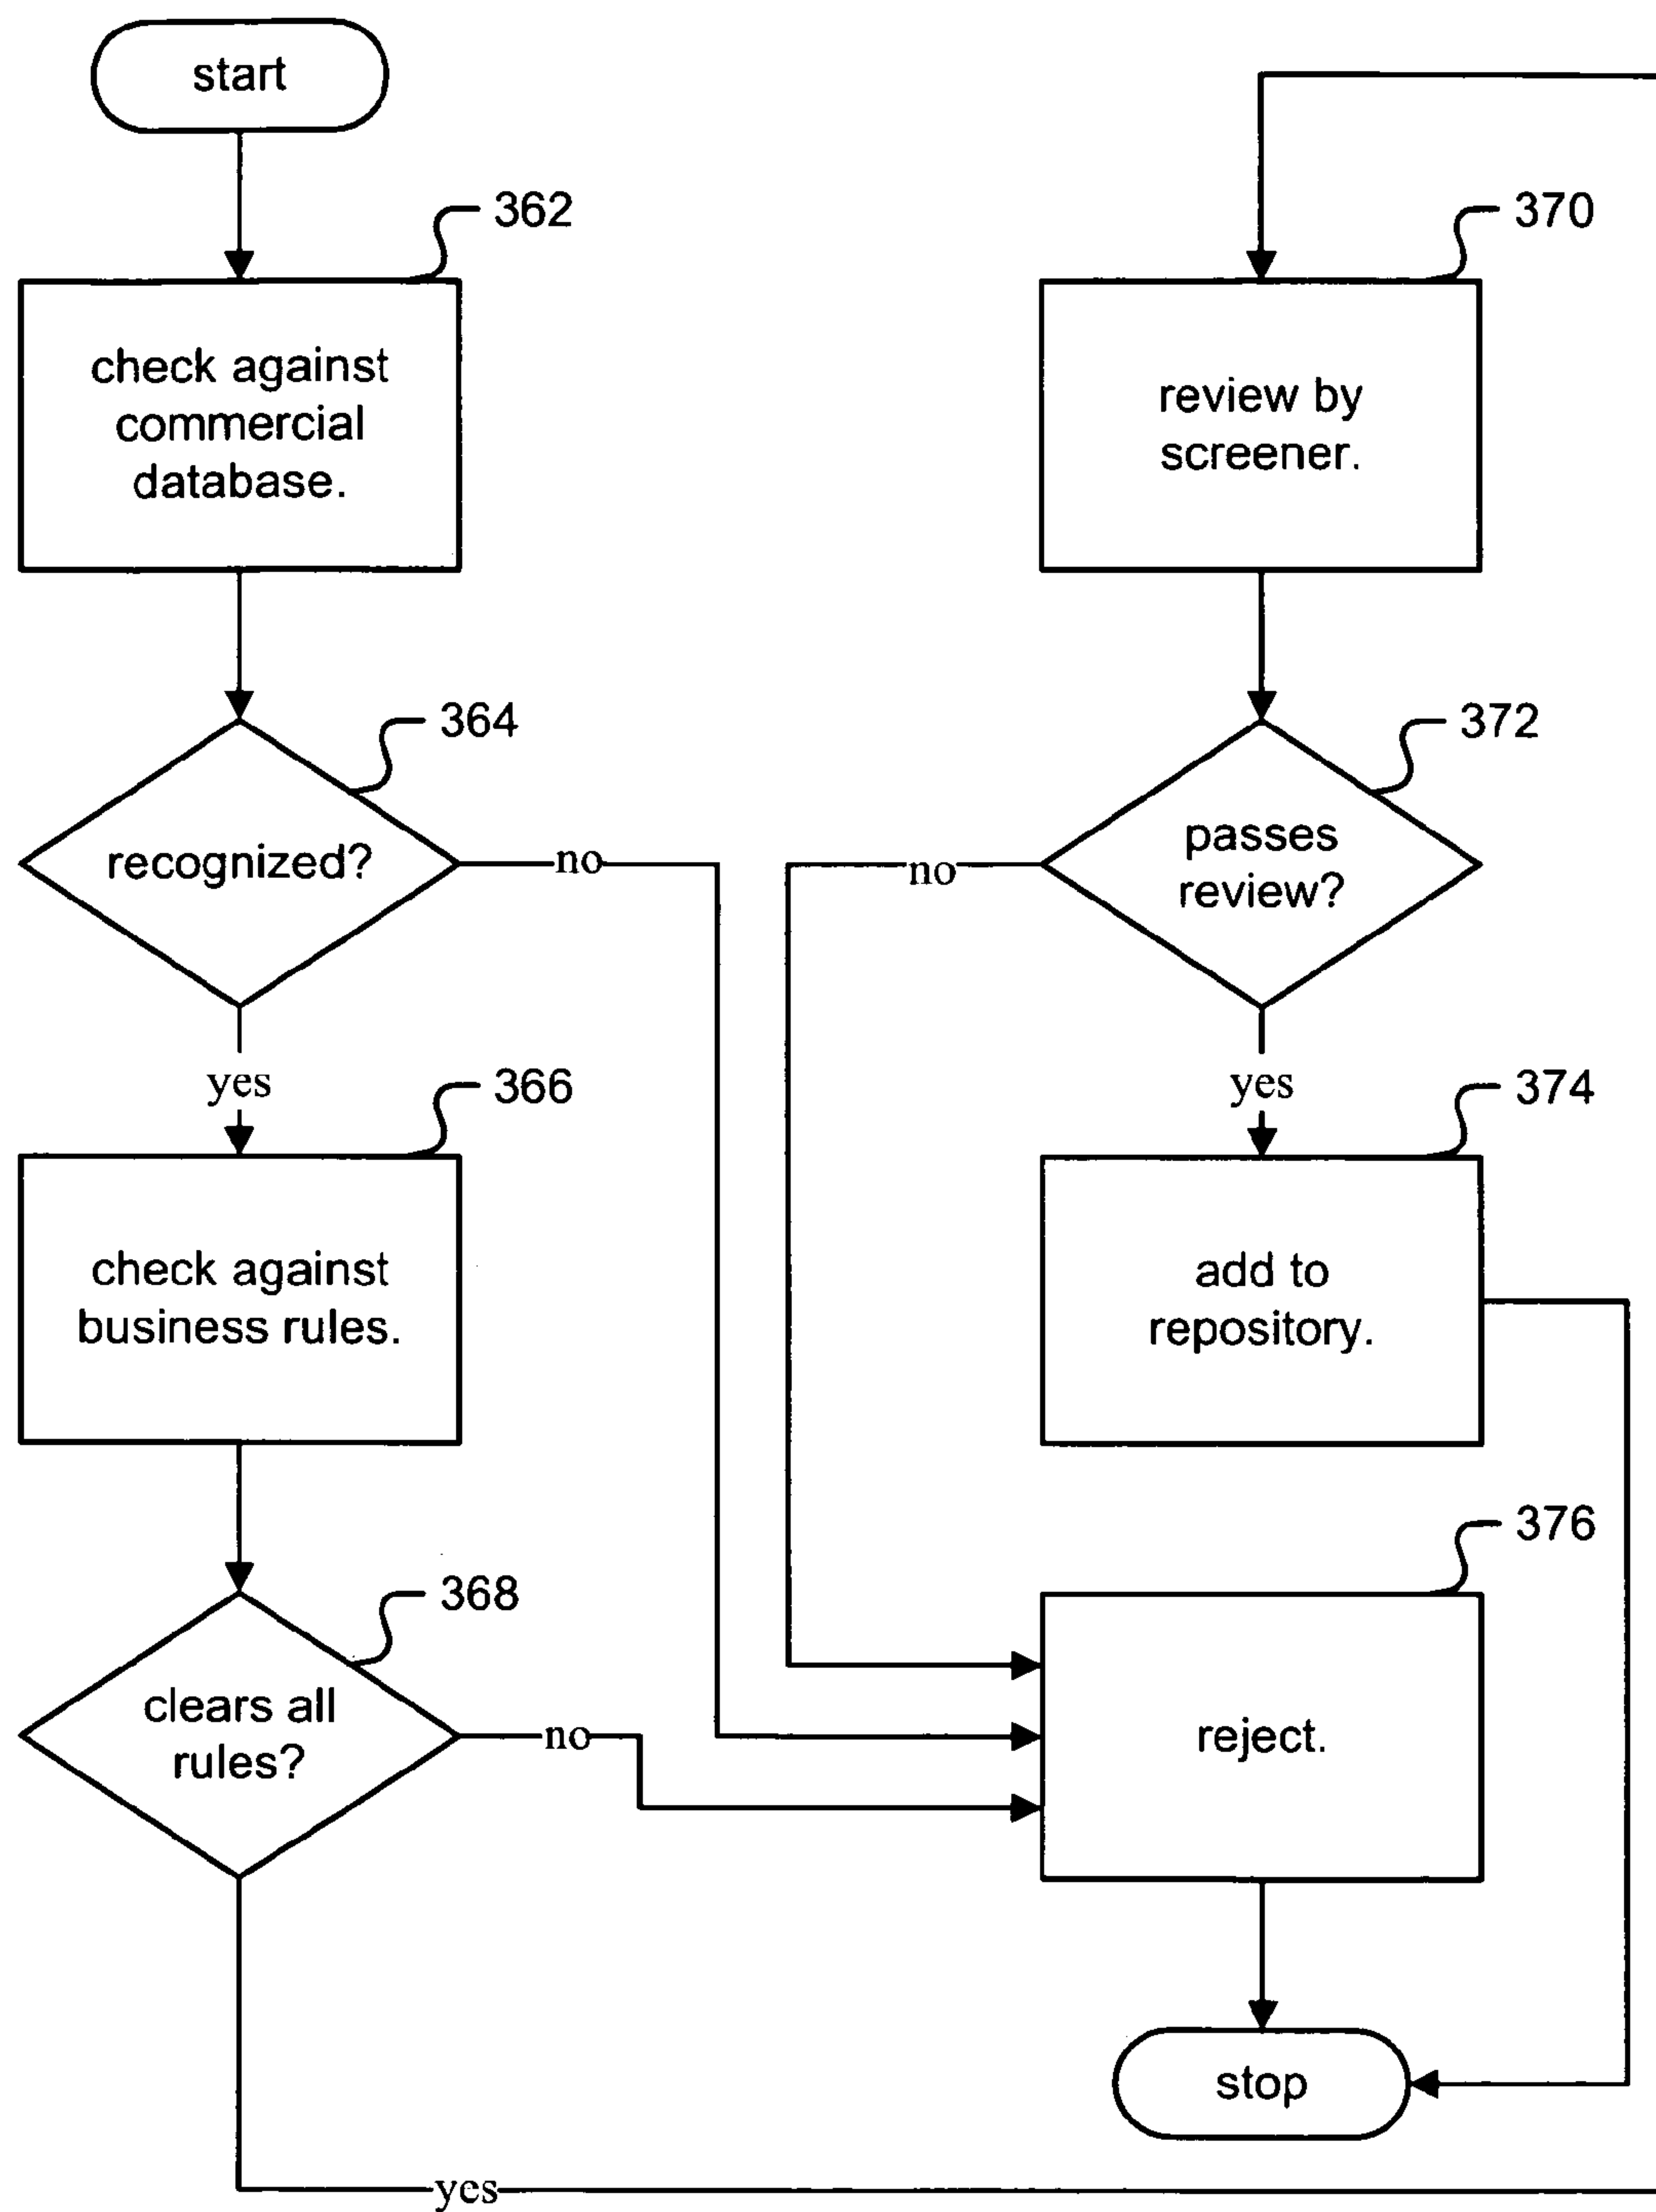 start
362
check against
commercial
database.
364
recognized?
no
yes
366
check against
business rules.
368
clears all
rules?
no
yes
370
review by
screener.
372
passes
review?
no
yes
374
add to
repository.
376
reject.
stop